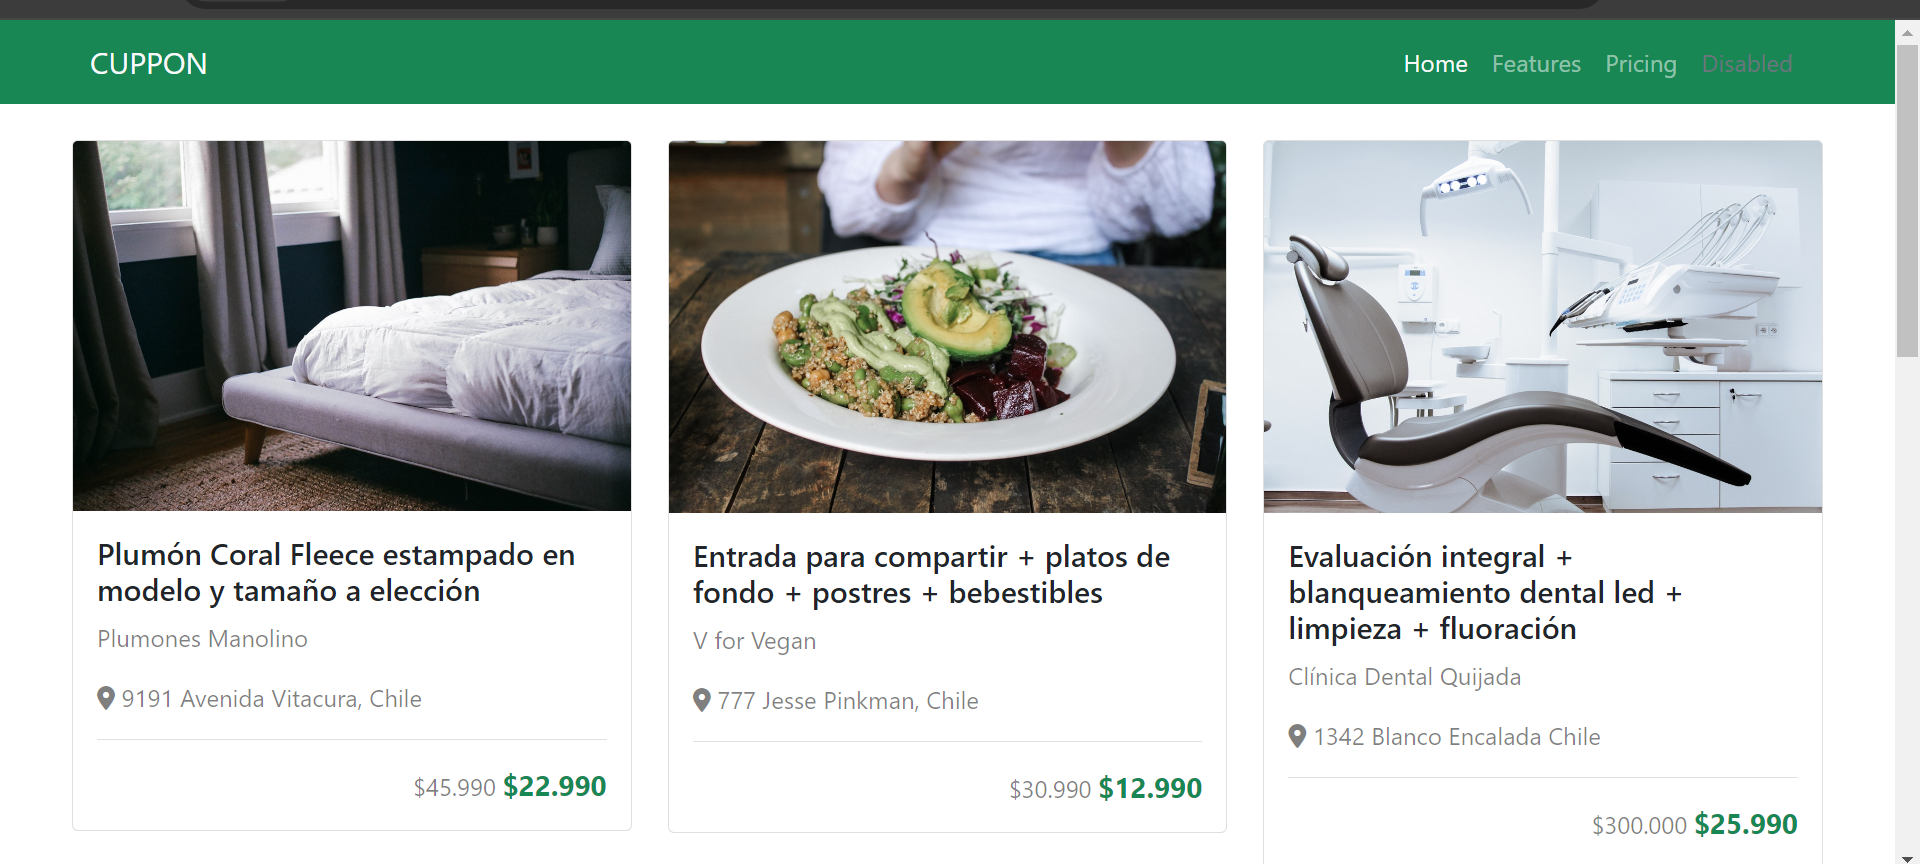 CUPPON
Home Features Pricing Disabled
Plumón Coral Fleece estampado en
modelo y tamaño a elección
Plumones Manolino
9191 Avenida Vitacura, Chile
$45.990 $22.990
Entrada para compartir + platos de
fondo + postres + bebestibles
V for Vegan
777 Jesse Pinkman, Chile
$30.990 $12.990
Evaluación integral +
blanqueamiento dental led +
limpieza + fluoración
Clínica Dental Quijada
1342 Blanco Encalada Chile
$300.000 $25.990